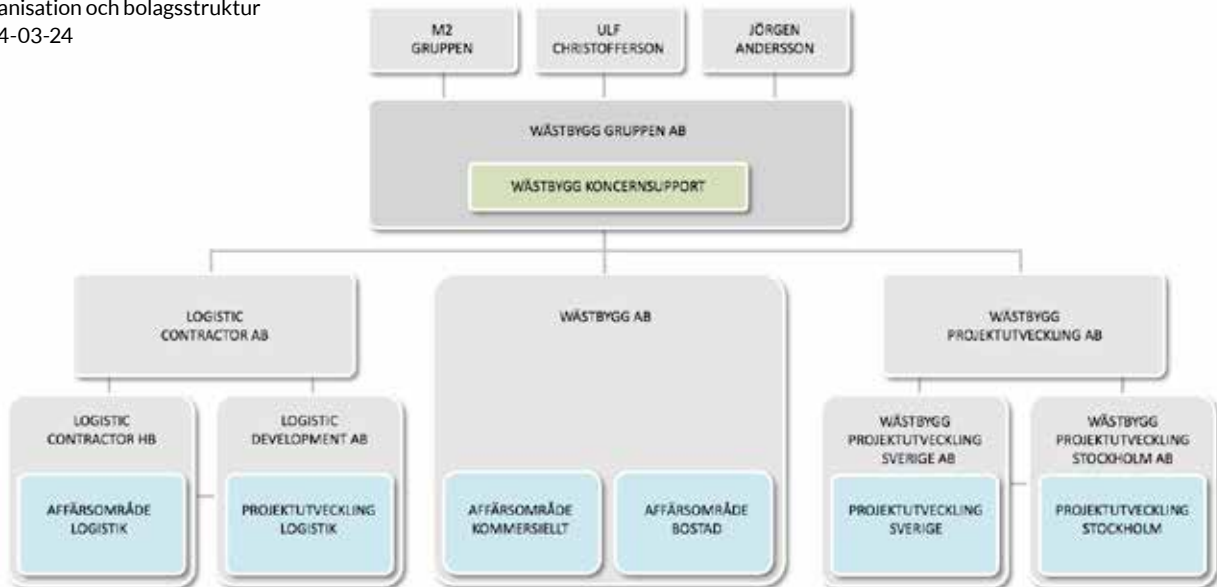 anisation och bolagsstruktur
4-03-24
M2
GRUPPEN
ULF
CHRISTOFFERSON
JÖRGEN
ANDERSSON
WÄSTBYGG GRUPPEN AB
WÄSTBYGG KONCERNSUPPORT
LOGISTIC
CONTRACTOR AB
WÄSTBYGG AB
WÄSTBYGG
PROJEKTUTVECKLING AB
LOGISTIC
CONTRACTOR HB
LOGISTIC
DEVELOPMENT AB
WÄSTBYGG
PROJEKTUTVECKLING
SVERIGE AB
WÄSTBYGG
PROJEKTUTVECKLING
STOCKHOLM AB
AFFÄRSOMRÅDE
LOGISTIK
PROJEKTUTVECKLING
LOGISTIK
AFFÄRSOMRÅDE
KOMMERSIELLT
AFFÄRSOMRÅDE
BOSTAD
PROJEKTUTVECKLING
SVERIGE
PROJEKTUTVECKLING
STOCKHOLM